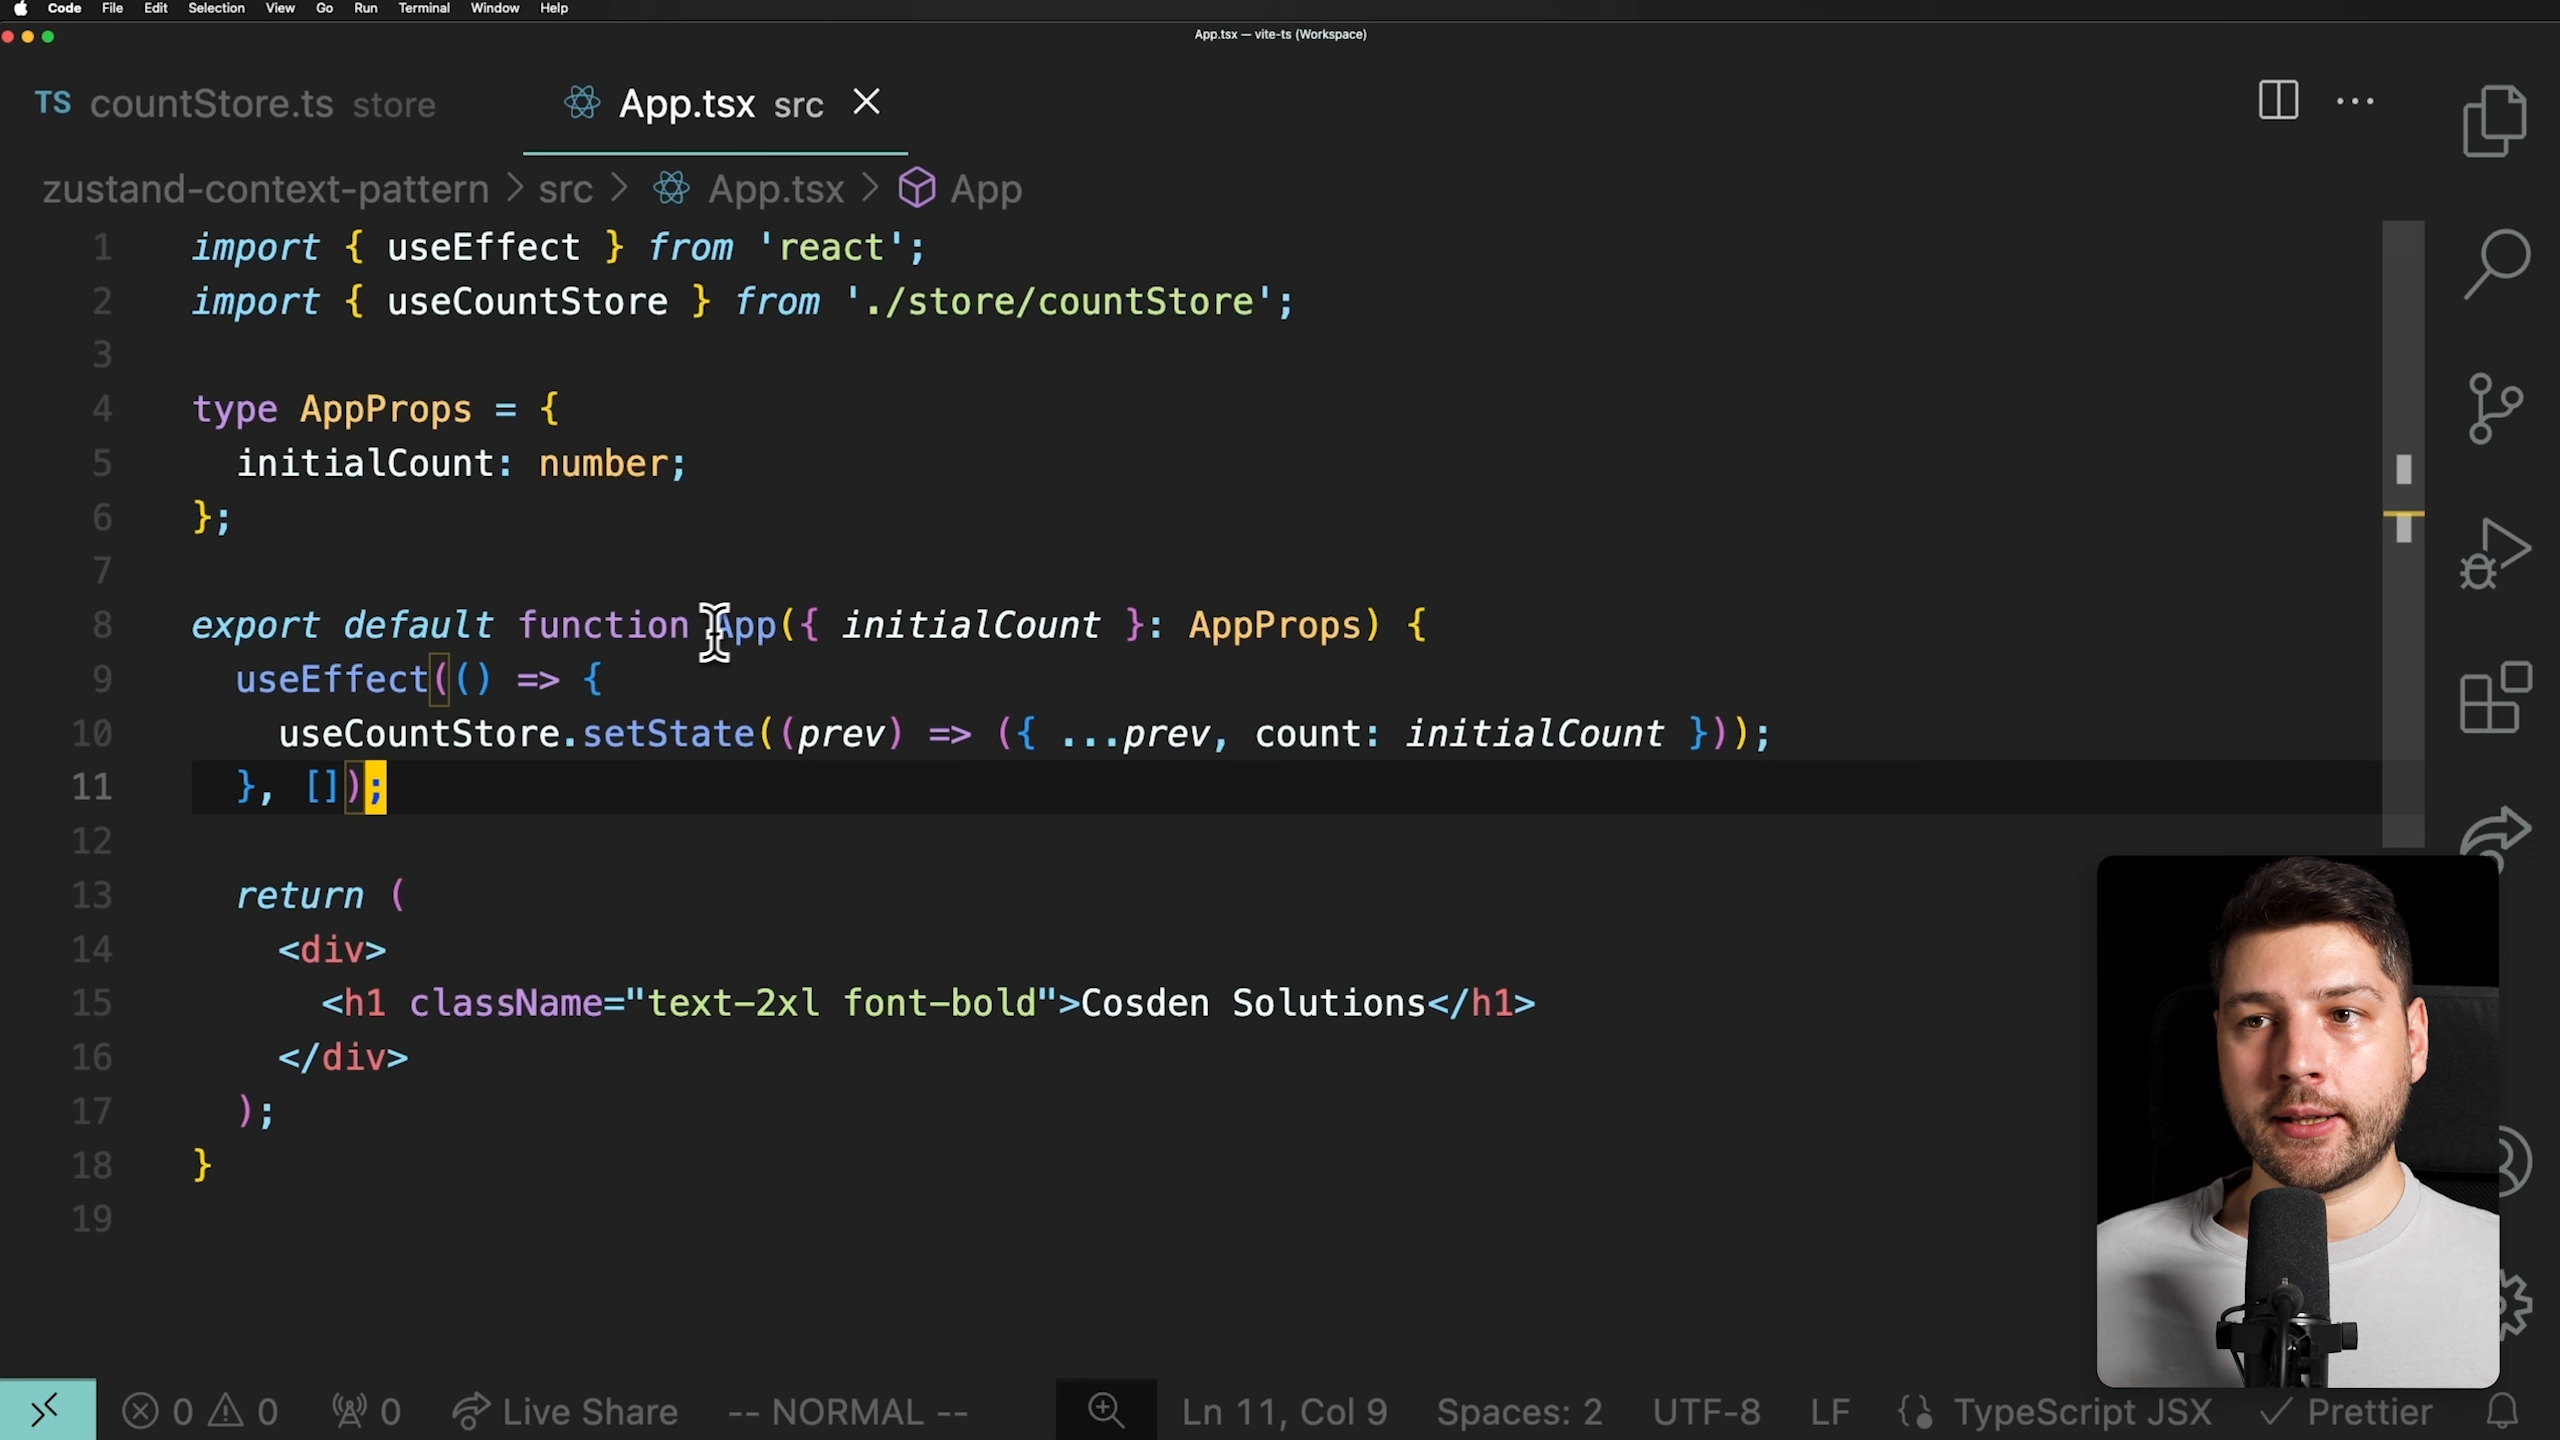 Code File Edit Selection View Go Run Terminal Window Help
App.tsx — vite-ts (Workspace)
TS countStore.ts store App.tsx src
zustand-context-pattern > src > App.tsx > App
1 import { useEffect } from 'react';
2 import { useCountStore } from './store/countStore';
3
4 type AppProps = {
5 initialCount: number;
6 };
7
8 export default function App({ initialCount }: AppProps) {
9 useEffect(() => {
10 useCountStore.setState((prev) => ({ ...prev, count: initialCount }));
11 }, []);
12
13 return (
14 <div>
15 <h1 className="text-2xl font-bold">Cosden Solutions</h1>
16 </div>
17 );
18 }
19
0 0 0 Live Share -- NORMAL -- Ln 11, Col 9 Spaces: 2 UTF-8 LF TypeScript JSX Prettier